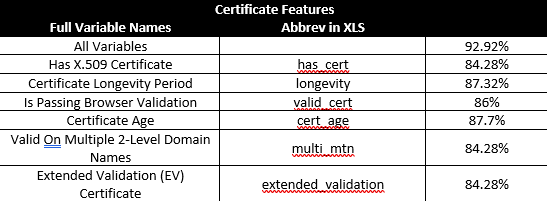 Certificate Features
Full Variable Names Abbrev in XLS
All Variables 92.92%
Has X.509 Certificate has_cert 84.28%
Certificate Longevity Period longevity 87.32%
Is Passing Browser Validation valid_cert 86%
Certificate Age cert_age 87.7%
Valid On Multiple 2-Level Domain
Names multi_mtn 84.28%
Extended Validation (EV)
Certificate extended_validation 84.28%